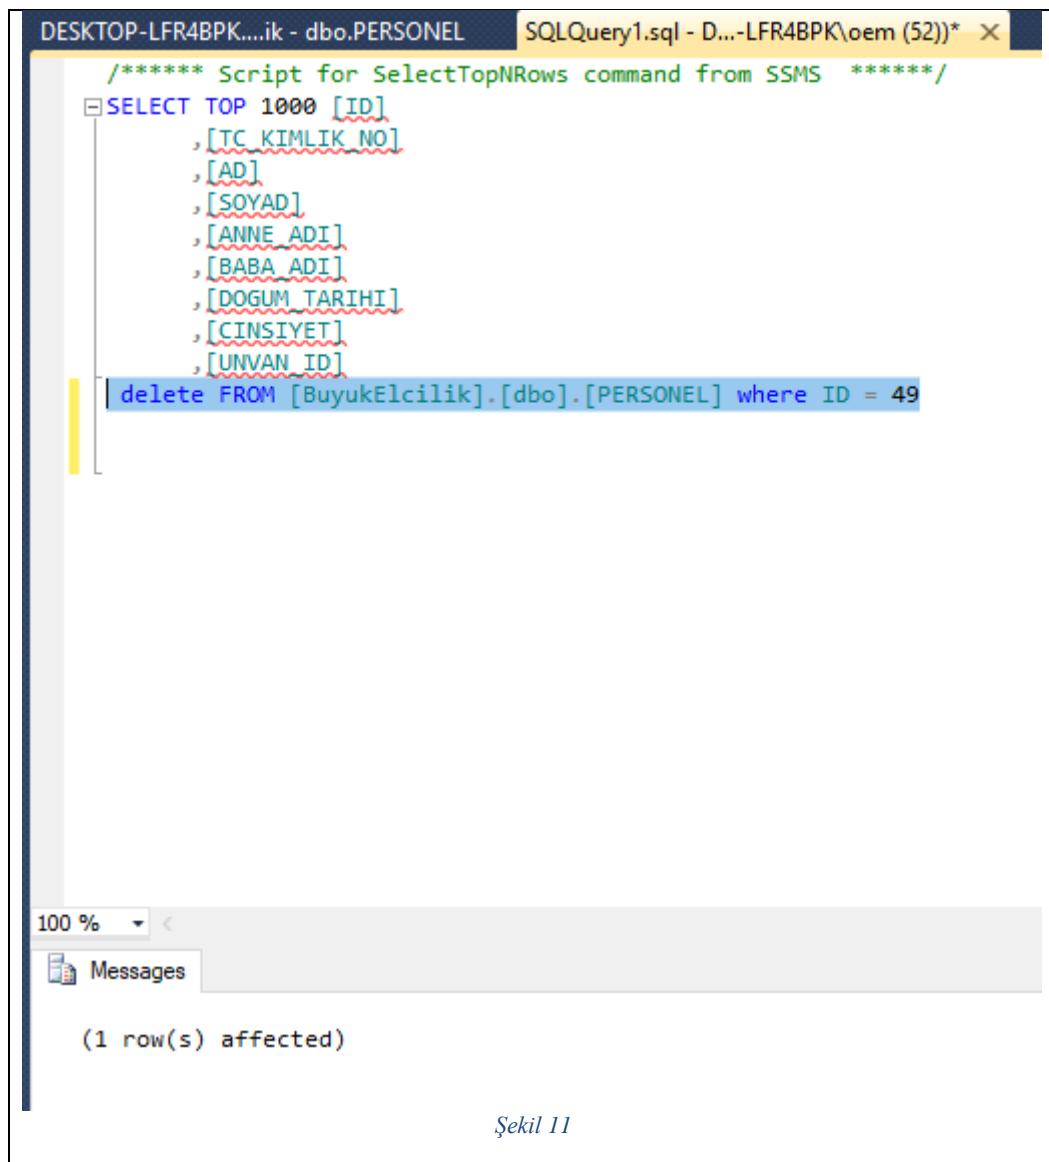 DESKTOP-LFR4BPK....ik - dbo.PERSONEL SQLQuery1.sql - D...-LFR4BPK\oem (52))* ✕
/****** Script for SelectTopNRows command from SSMS  ******/
SELECT TOP 1000 [ID]
,[TC_KIMLIK_NO]
,[AD]
,[SOYAD]
,[ANNE_ADI]
,[BABA_ADI]
,[DOGUM_TARIHI]
,[CINSIYET]
,[UNVAN_ID]
delete FROM [BuyukElcilik].[dbo].[PERSONEL] where ID = 49
100 %
Messages
(1 row(s) affected)
Şekil 11